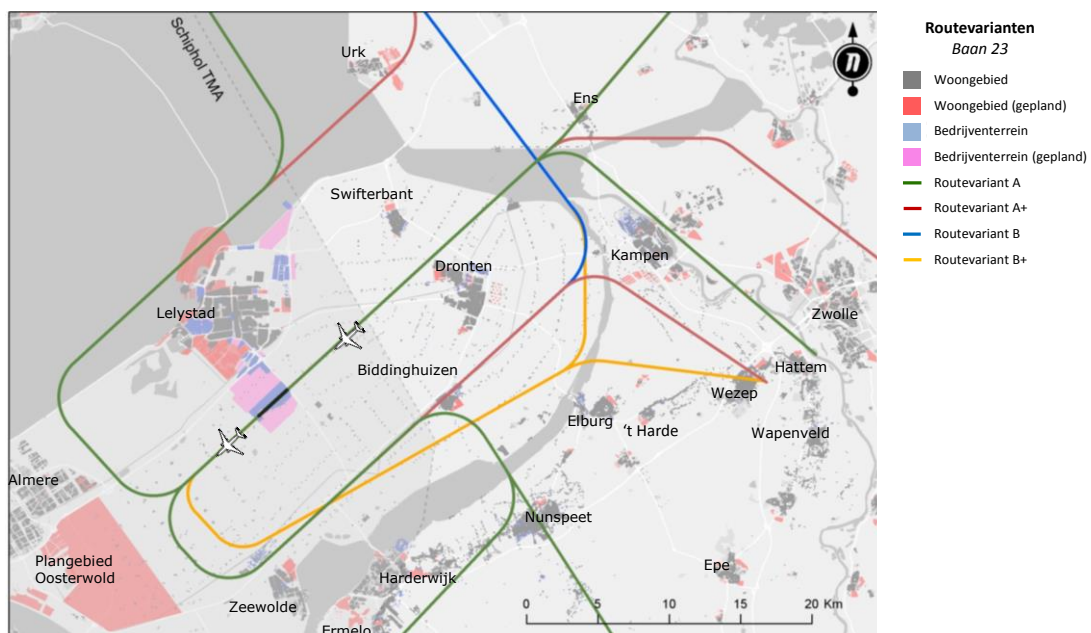 Routevarianten
Baan 23
Woongebied
Woongebied (gepland)
Bedrijventerrein
Bedrijventerrein (gepland)
Routevariant A
Routevariant A+
Routevariant B
Routevariant B+
Schiphol TMA
Urk
n
Ens
Swifterbant
Kampen
Dronten
Lelystad
Zwolle
Biddinghuizen
Hattem
Wezep
Elburg
't Harde
Wapenveld
Almere
Nunspeet
Plangebied
Oosterwold
Epe
Harderwijk
Zeewolde
Ermelo
0 5 10 15 20 Km